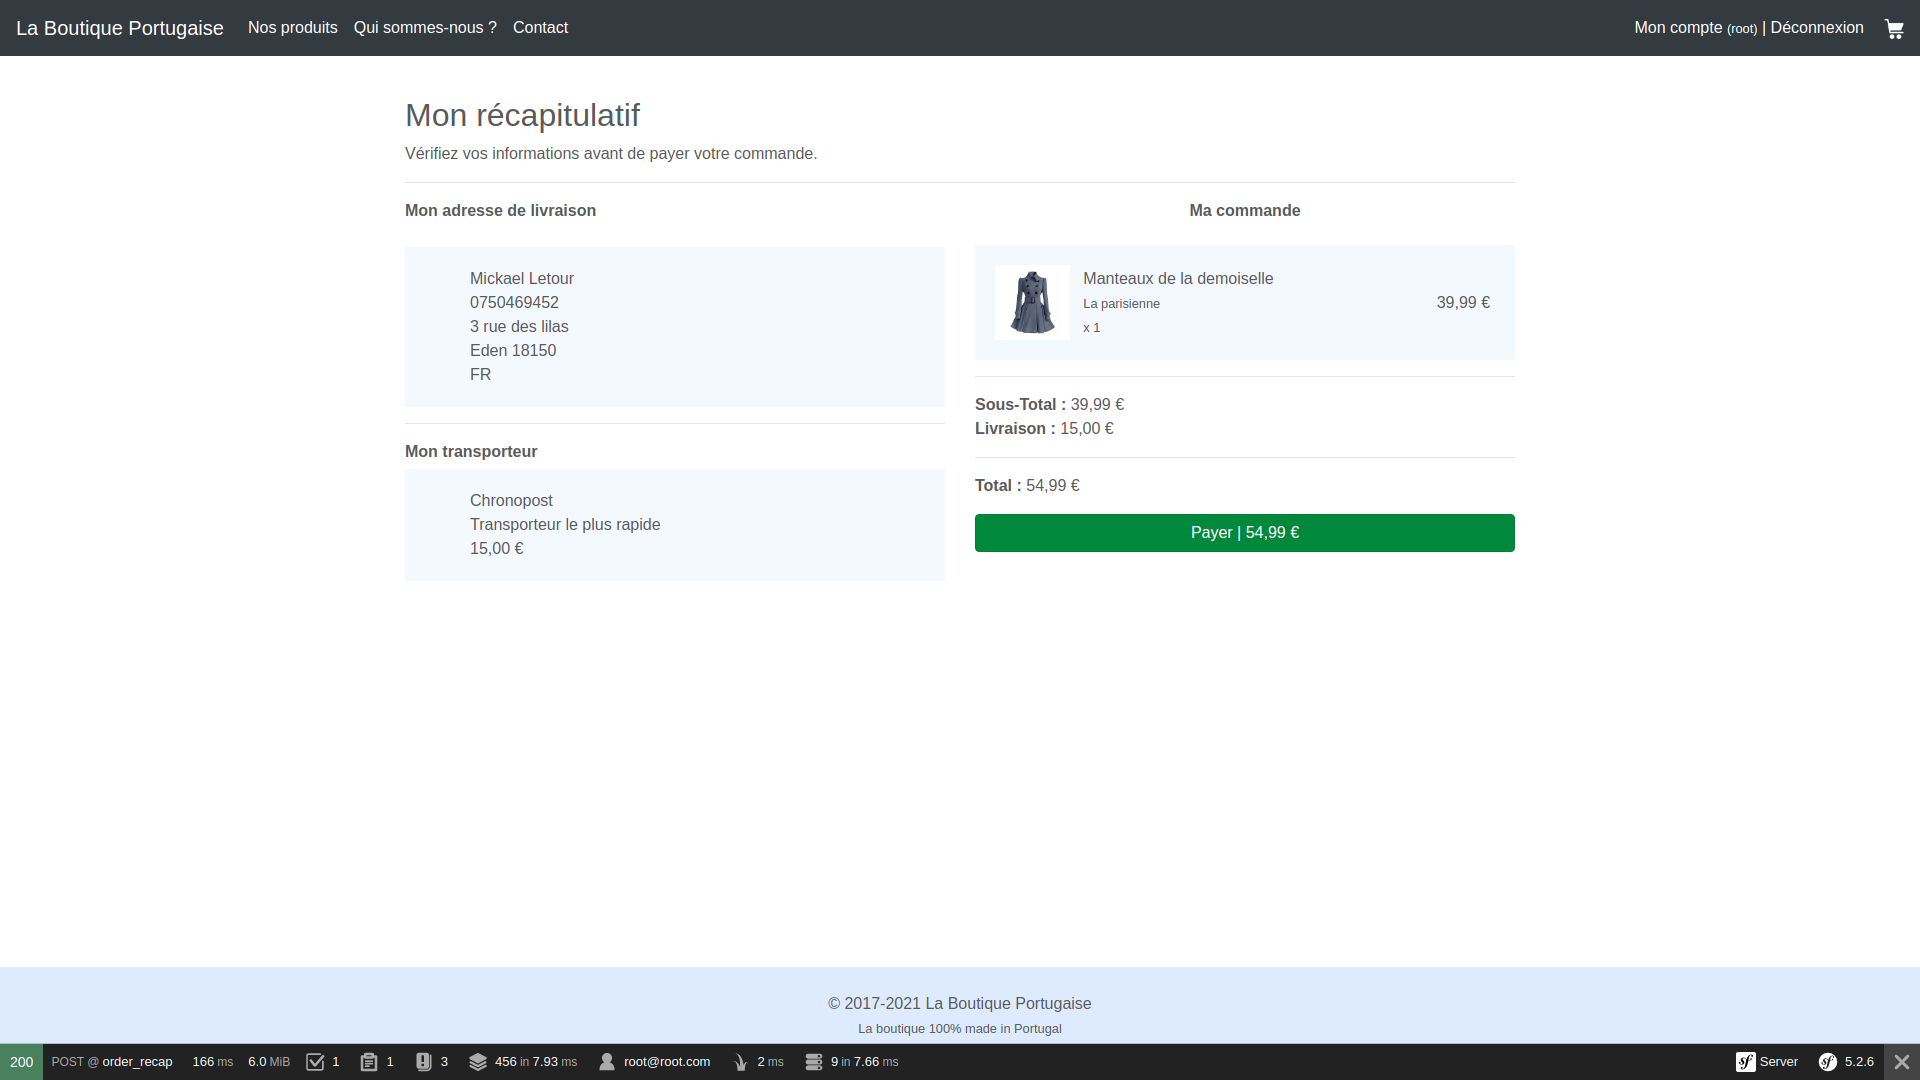 La Boutique Portugaise Nos produits Qui sommes-nous ? Contact Mon compte (root) | Déconnexion
Mon récapitulatif
Vérifiez vos informations avant de payer votre commande.
Mon adresse de livraison
Mickael Letour
0750469452
3 rue des lilas
Eden 18150
FR
Mon transporteur
Chronopost
Transporteur le plus rapide
15,00 €
Ma commande
Manteaux de la demoiselle
La parisienne
x 1
39,99 €
Sous-Total : 39,99 €
Livraison : 15,00 €
Total : 54,99 €
Payer | 54,99 €
© 2017-2021 La Boutique Portugaise
La boutique 100% made in Portugal
200 POST @ order_recap 166 ms 6.0 MiB 1 1 3 456 in 7.93 ms root@root.com 2 ms 9 in 7.66 ms sf Server sf 5.2.6